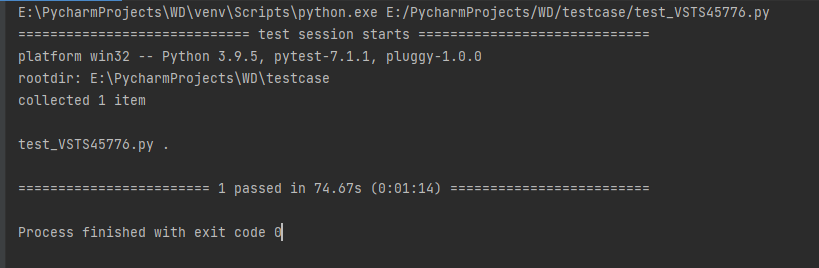 E:\PycharmProjects\WD\venv\Scripts\python.exe E:/PycharmProjects/WD/testcase/test_VSTS45776.py
============================= test session starts =============================
platform win32 -- Python 3.9.5, pytest-7.1.1, pluggy-1.0.0
rootdir: E:\PycharmProjects\WD\testcase
collected 1 item
test_VSTS45776.py .
======================== 1 passed in 74.67s (0:01:14) =========================
Process finished with exit code 0